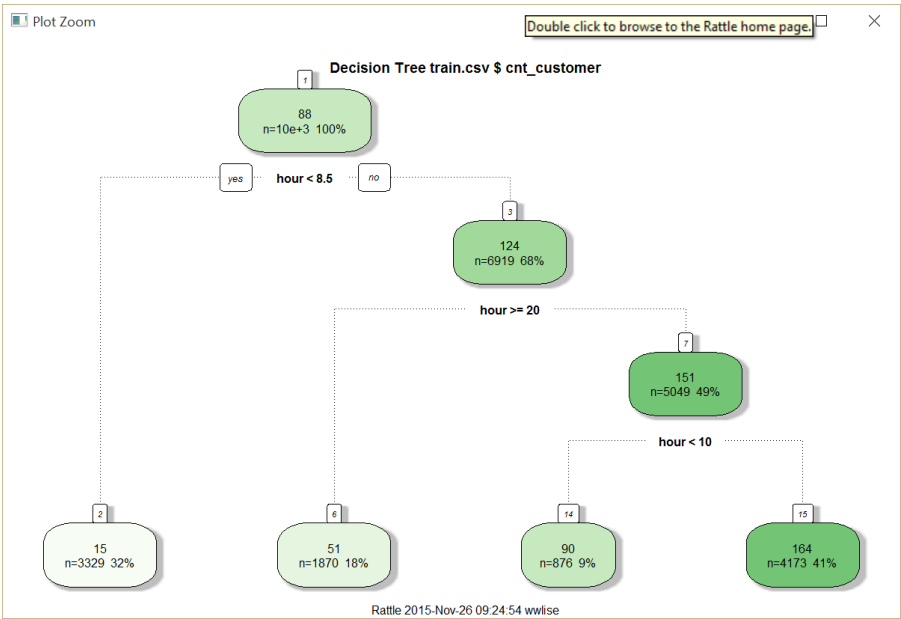 Plot Zoom
Double click to browse to the Rattle home page.
Decision Tree train.csv $ cnt_customer
1
88
n=10e+3 100%
yes hour < 8.5 no
3
124
n=6919 68%
hour >= 20
7
151
n=5049 49%
hour < 10
2
15
n=3329 32%
6
51
n=1870 18%
14
90
n=876 9%
15
164
n=4173 41%
Rattle 2015-Nov-26 09:24:54 wwlise